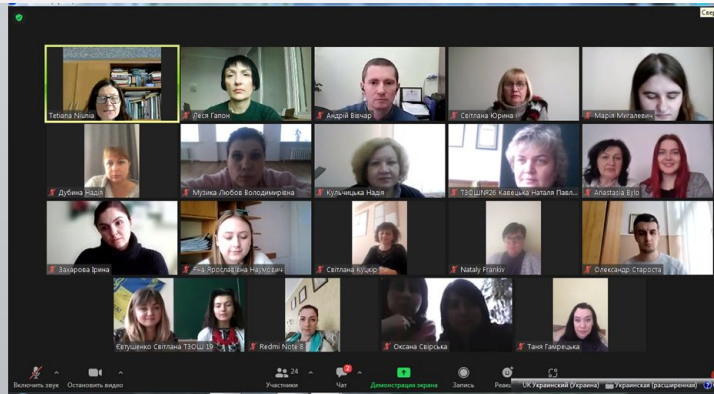 Tetiana Niunia
Леся Гапон
Андрій Вівчар
Світлана Юрина
Марія Мигалевич
Дубина Надія
Музика Любов Володимирівна
Кульчицька Надія
ТЗОШ№26 Кавецька Наталя Павл...
Anastasia Bylo
Захарова Ірина
Яна Ярославівна Наумович
Світлана Куцкір
Nataly Frankiv
Олександр Староста
Євтушенко Світлана ТЗОШ 19
Redmi Note 8
Оксана Свірська
Таня Гамрецька
24
2
Включить звук
Остановить видео
Участники
Чат
Демонстрация экрана
Запись
UK Украинский (Украина)
Украинская (расширенная)